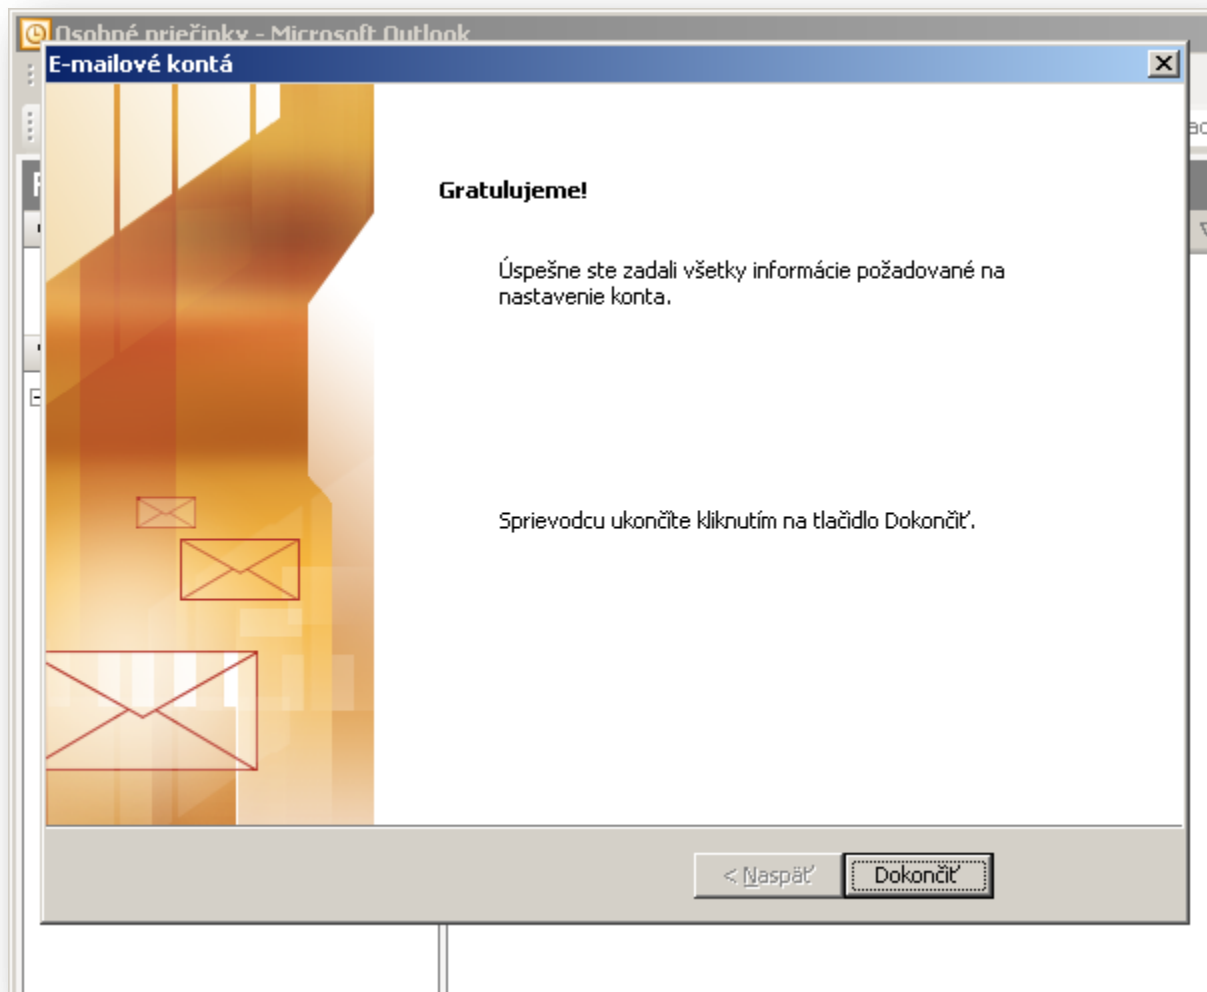 Osobné priečinky - Microsoft Outlook
E-mailové kontá
Gratulujeme!
Úspešne ste zadali všetky informácie požadované na
nastavenie konta.
Sprievodcu ukončíte kliknutím na tlačidlo Dokončiť.
< Naspäť
Dokončiť